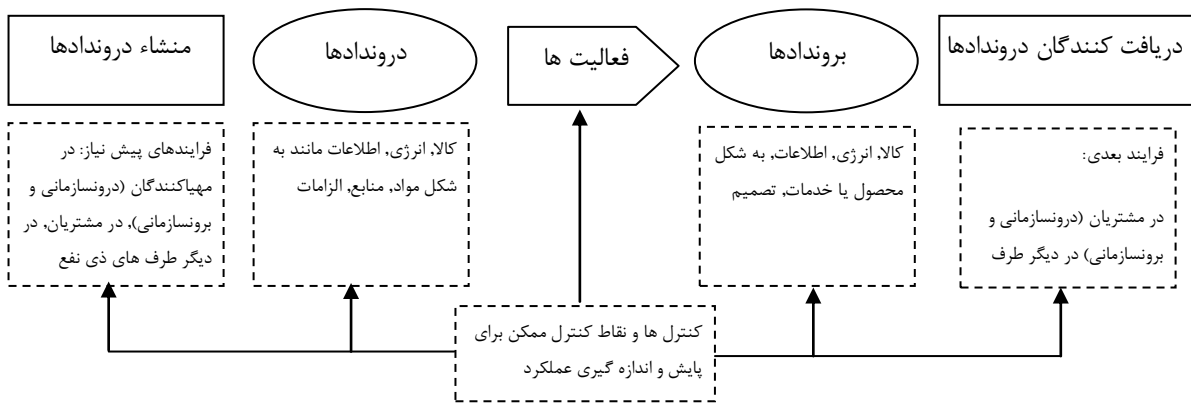 منشاء دروندادها
دروندادها
فعالیت ها
بروندادها
دریافت کنندگان دروندادها
فرایندهای پیش نیاز: در
مهیاکنندگان (درونسازمانی و
برونسازمانی), در مشتریان, در
دیگر طرف های ذی نفع
کالا, انرژی, اطلاعات مانند به
شکل مواد, منابع, الزامات
کالا, انرژی, اطلاعات, به شکل
محصول یا خدمات, تصمیم
فرایند بعدی:
در مشتریان (درونسازمانی و
برونسازمانی) در دیگر طرف
کنترل ها و نقاط کنترل ممکن برای
پایش و اندازه گیری عملکرد